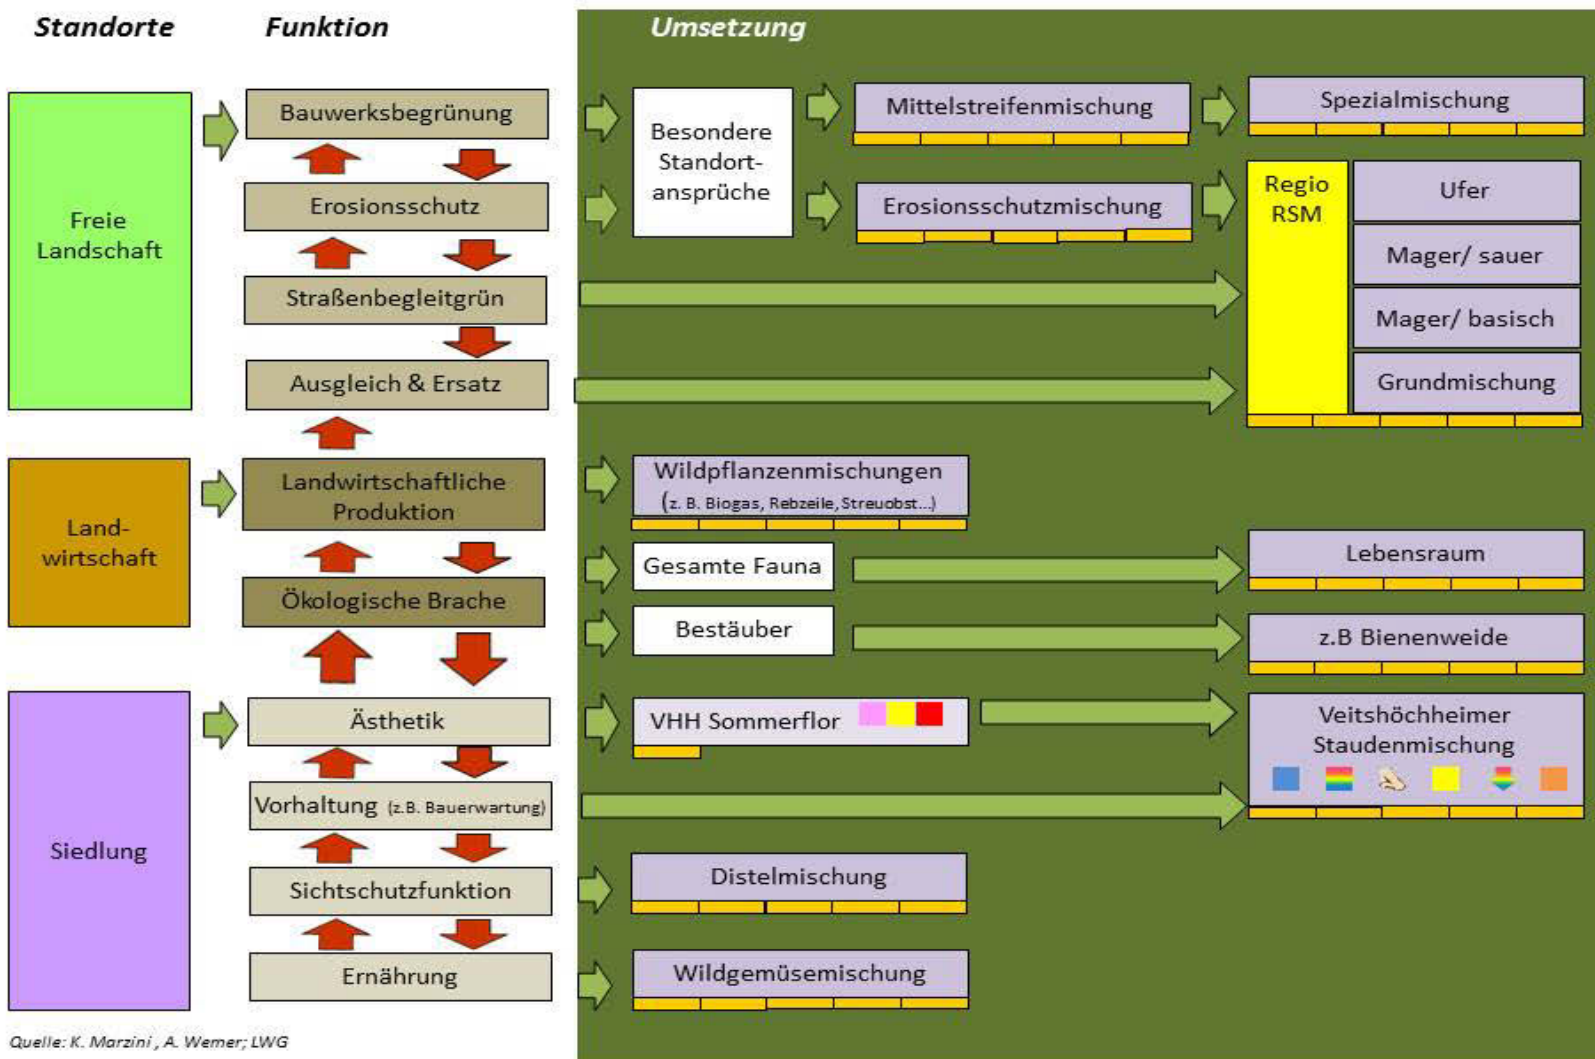 Standorte
Funktion
Umsetzung
Freie
Landschaft
Bauwerksbegrünung
Erosionsschutz
Straßenbegleitgrün
Ausgleich & Ersatz
Besondere
Standort-
ansprüche
Mittelstreifenmischung
Spezialmischung
Erosionsschutzmischung
Regio
RSM
Ufer
Mager/ sauer
Mager/ basisch
Grundmischung
Land-
wirtschaft
Landwirtschaftliche
Produktion
Ökologische Brache
Wildpflanzenmischungen
(z. B. Biogas, Rebzeile, Streuobst...)
Gesamte Fauna
Lebensraum
Bestäuber
z.B Bienenweide
Siedlung
Ästhetik
Vorhaltung (z.B. Bauerwartung)
Sichtschutzfunktion
Ernährung
VHH Sommerflor
Veitshöchheimer
Staudenmischung
Distelmischung
Wildgemüsemischung
Quelle: K. Marzini , A. Werner; LWG